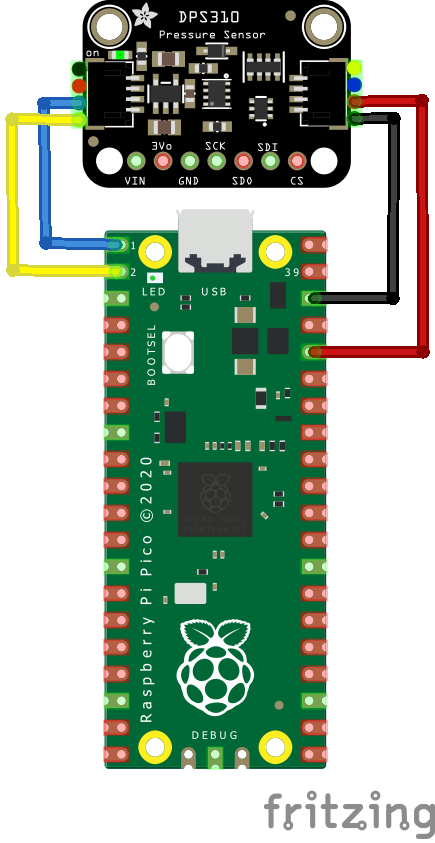 DPS310
Pressure Sensor
on
3Vo SCK SDI
VIN GND SDO CS
1
2 39
LED USB
BOOTSEL
Raspberry Pi Pico ©2020
DEBUG
fritzing